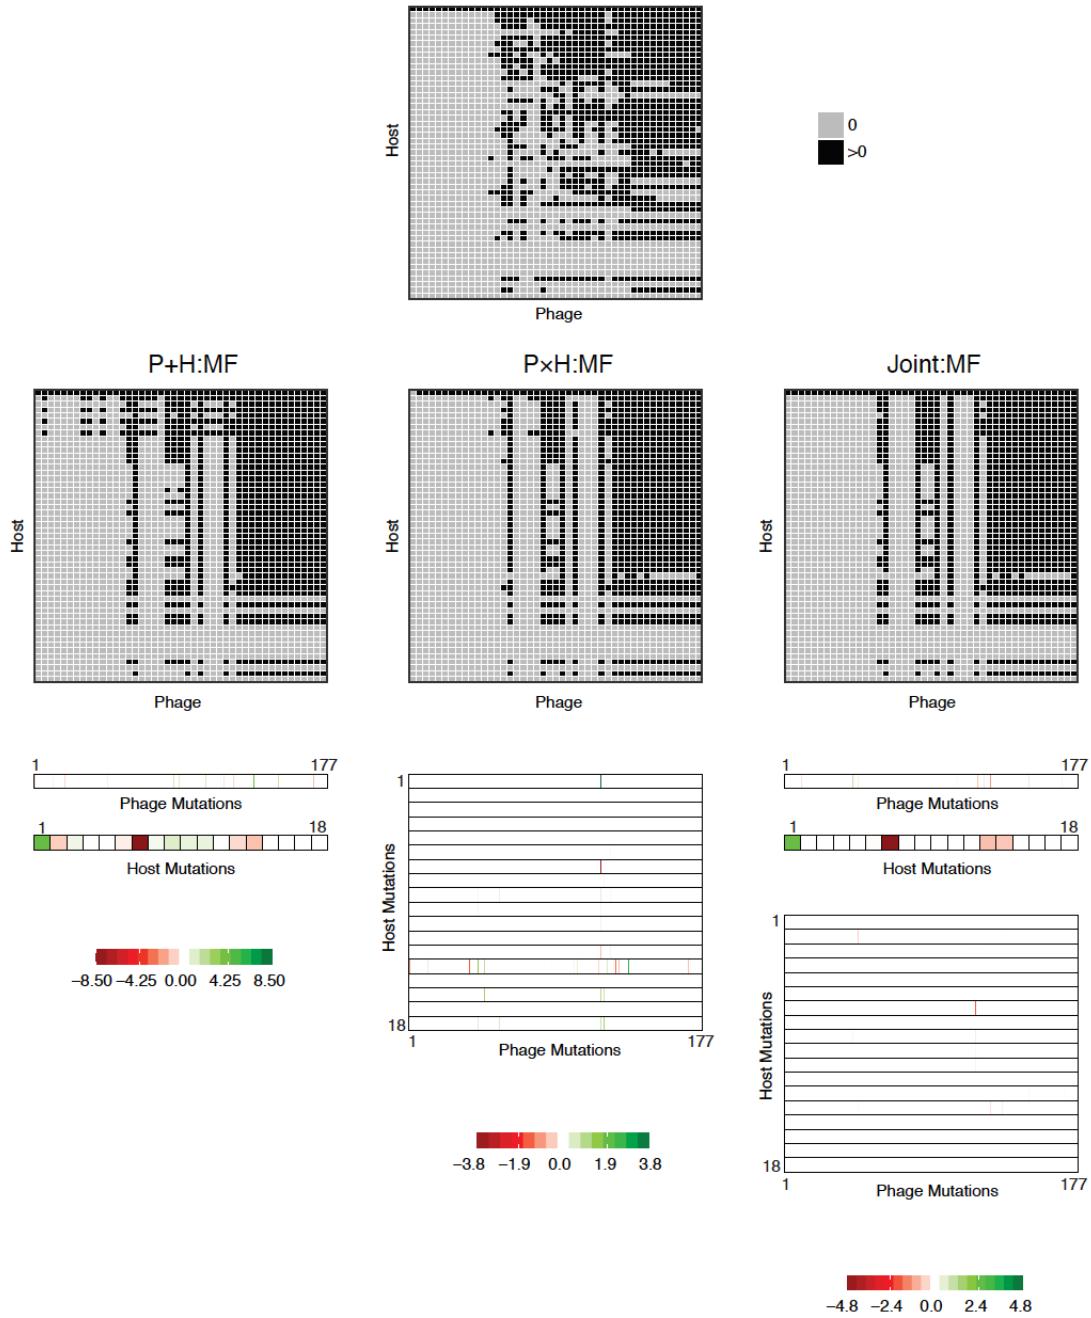 Host
0
>0
Phage
P+H:MF
P×H:MF
Joint:MF
Host
Host
Host
Phage
Phage
Phage
1 177
Phage Mutations
1 18
Host Mutations
−8.50 −4.25 0.00 4.25 8.50
1
Host Mutations
18
1 177
Phage Mutations
−3.8 −1.9 0.0 1.9 3.8
1 177
Phage Mutations
1 18
Host Mutations
1
Host Mutations
18
1 177
Phage Mutations
−4.8 −2.4 0.0 2.4 4.8